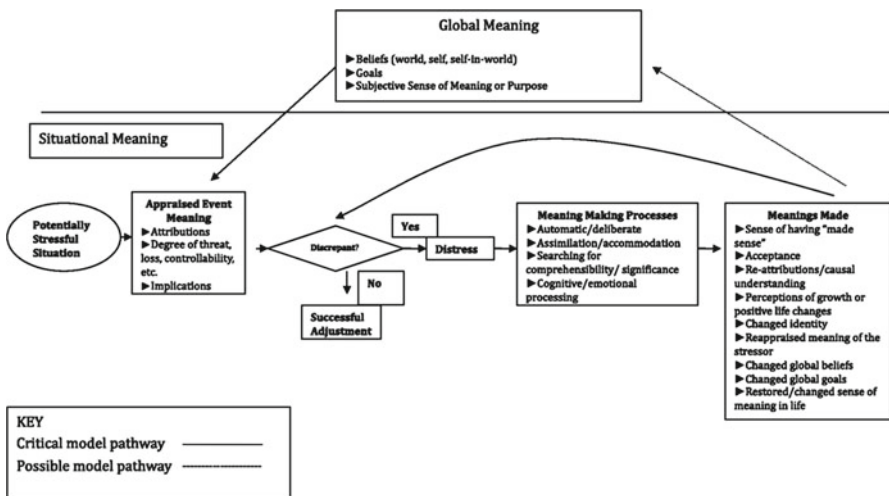 Global Meaning
►Beliefs (world, self, self-in-world)
►Goals
►Subjective Sense of Meaning or Purpose
Situational Meaning
Potentially
Stressful
Situation
Appraised Event
Meaning
►Attributions
►Degree of threat,
loss, controllability,
etc.
►Implications
Discrepant?
Yes
Distress
No
Successful
Adjustment
Meaning Making Processes
►Automatic/deliberate
►Assimilation/accommodation
►Searching for
comprehensibility/ significance
►Cognitive/emotional
processing
Meanings Made
►Sense of having "made
sense"
►Acceptance
►Re-attributions/causal
understanding
►Perceptions of growth or
positive life changes
►Changed identity
►Reappraised meaning of the
stressor
►Changed global beliefs
►Changed global goals
►Restored/changed sense of
meaning in life
KEY
Critical model pathway
Possible model pathway